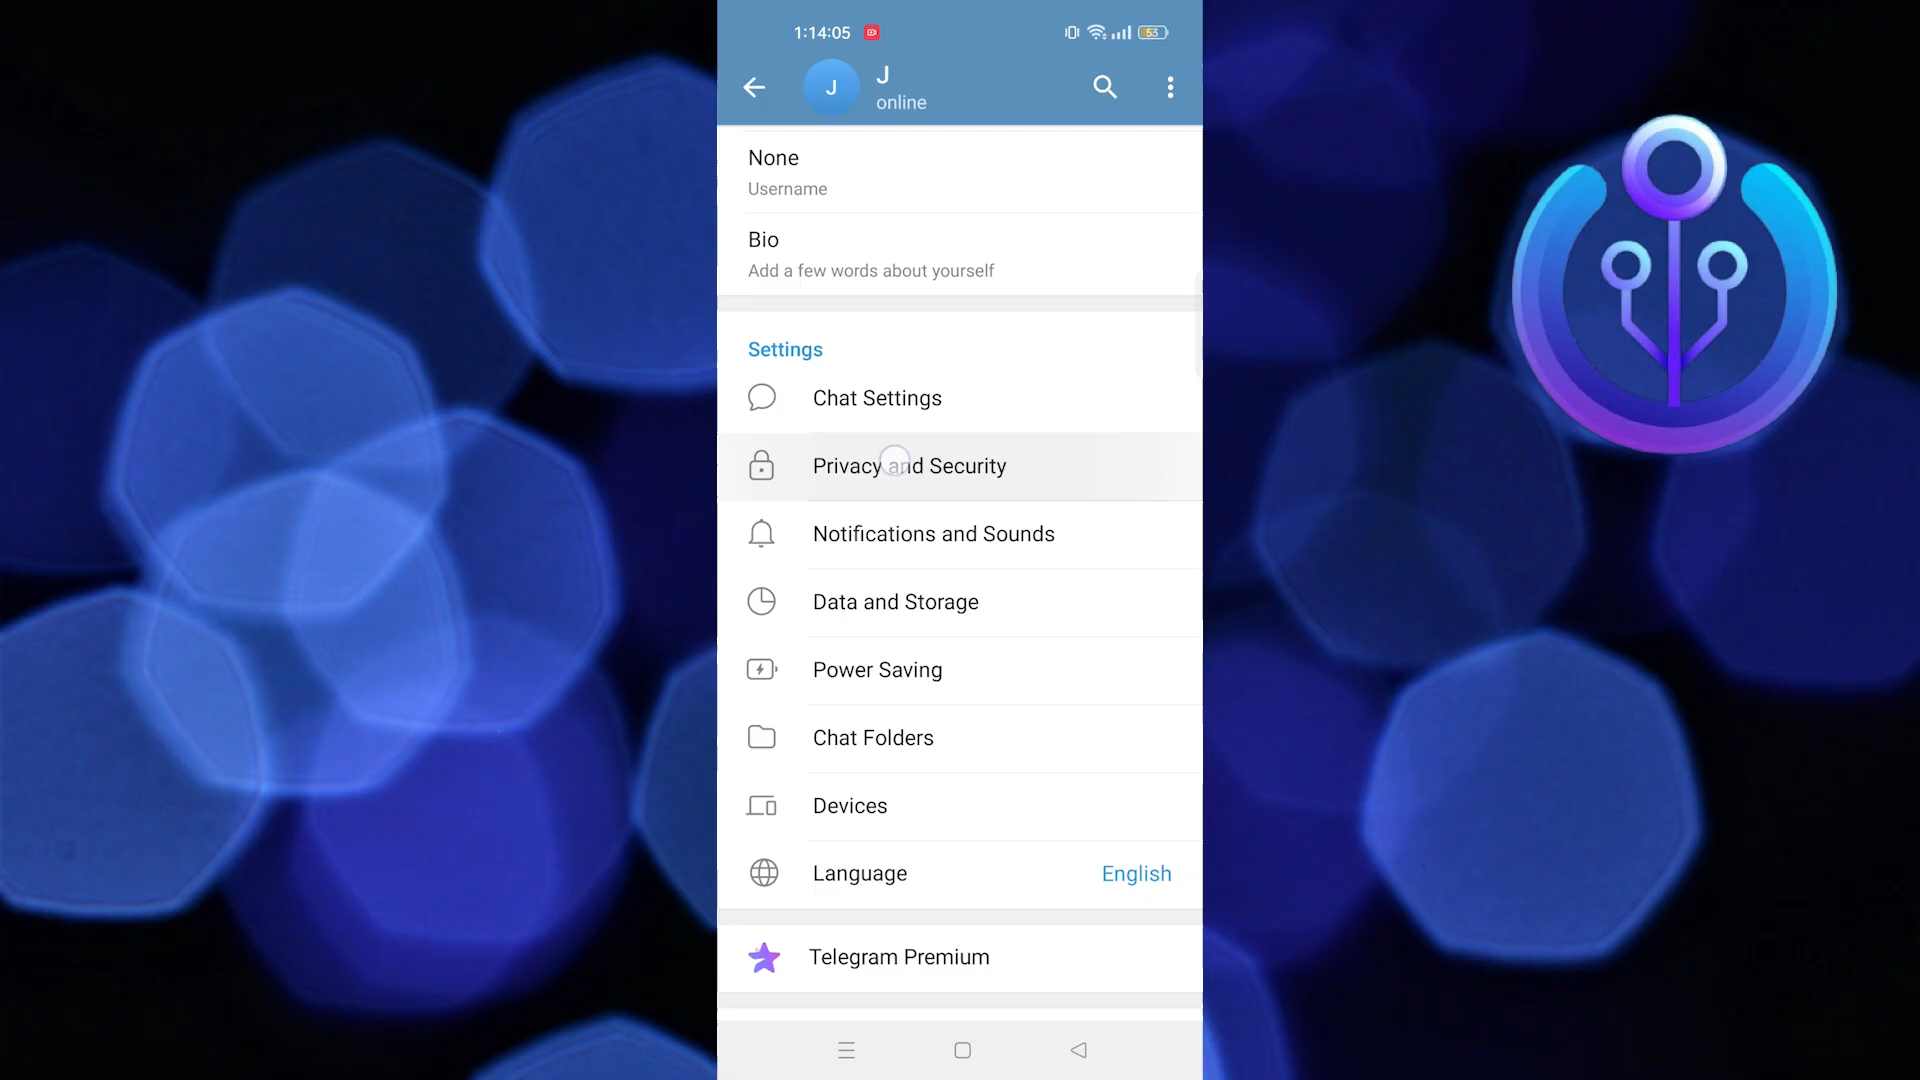 1:14:05
53
J
J
online
None
Username
Bio
Add a few words about yourself
Settings
Chat Settings
Privacy and Security
Notifications and Sounds
Data and Storage
Power Saving
Chat Folders
Devices
Language English
Telegram Premium